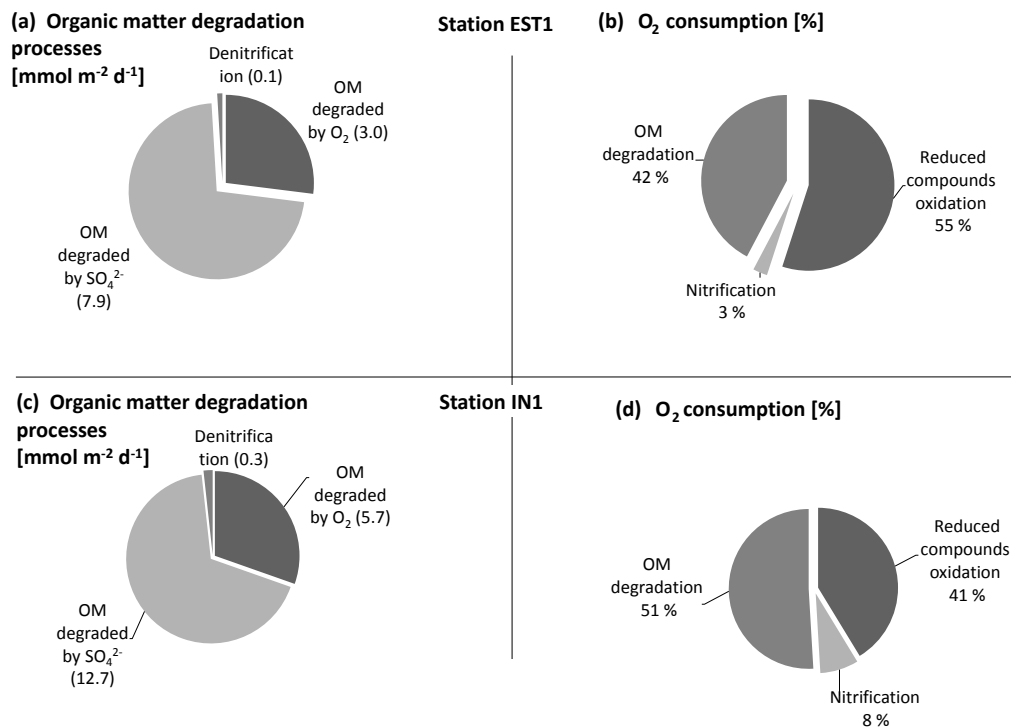 (a) Organic matter degradation
processes
[mmol m⁻² d⁻¹]
Station EST1
(b) O₂ consumption [%]
Denitrificat
ion (0.1)
OM
degraded
by O₂ (3.0)
OM
degraded
by SO₄²⁻
(7.9)
OM
degradation
42 %
Reduced
compounds
oxidation
55 %
Nitrification
3 %
(c) Organic matter degradation
processes
[mmol m⁻² d⁻¹]
Station IN1
(d) O₂ consumption [%]
Denitrifica
tion (0.3)
OM
degraded
by O₂ (5.7)
OM
degraded
by SO₄²⁻
(12.7)
OM
degradation
51 %
Reduced
compounds
oxidation
41 %
Nitrification
8 %